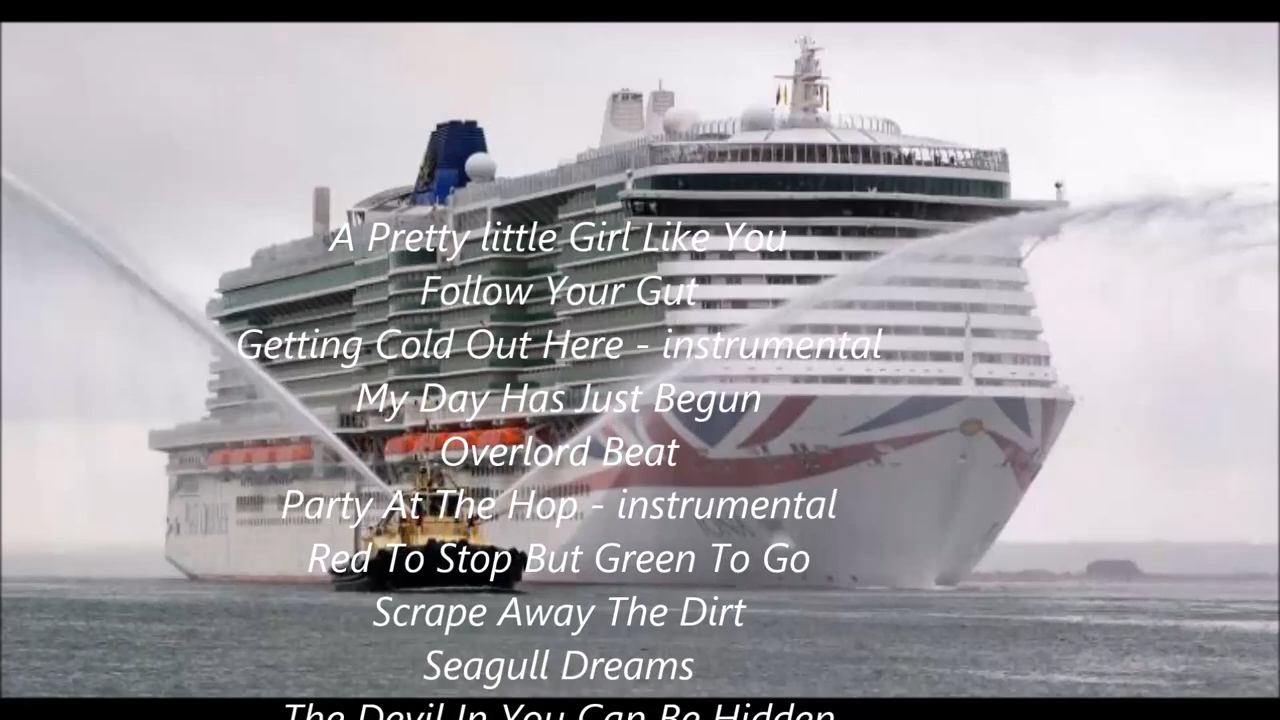 A Pretty little Girl Like You
Follow Your Gut
Getting Cold Out Here - instrumental
My Day Has Just Begun
Overlord Beat
Party At The Hop - instrumental
Red To Stop But Green To Go
Scrape Away The Dirt
Seagull Dreams
The Devil In You Can Be Hidden